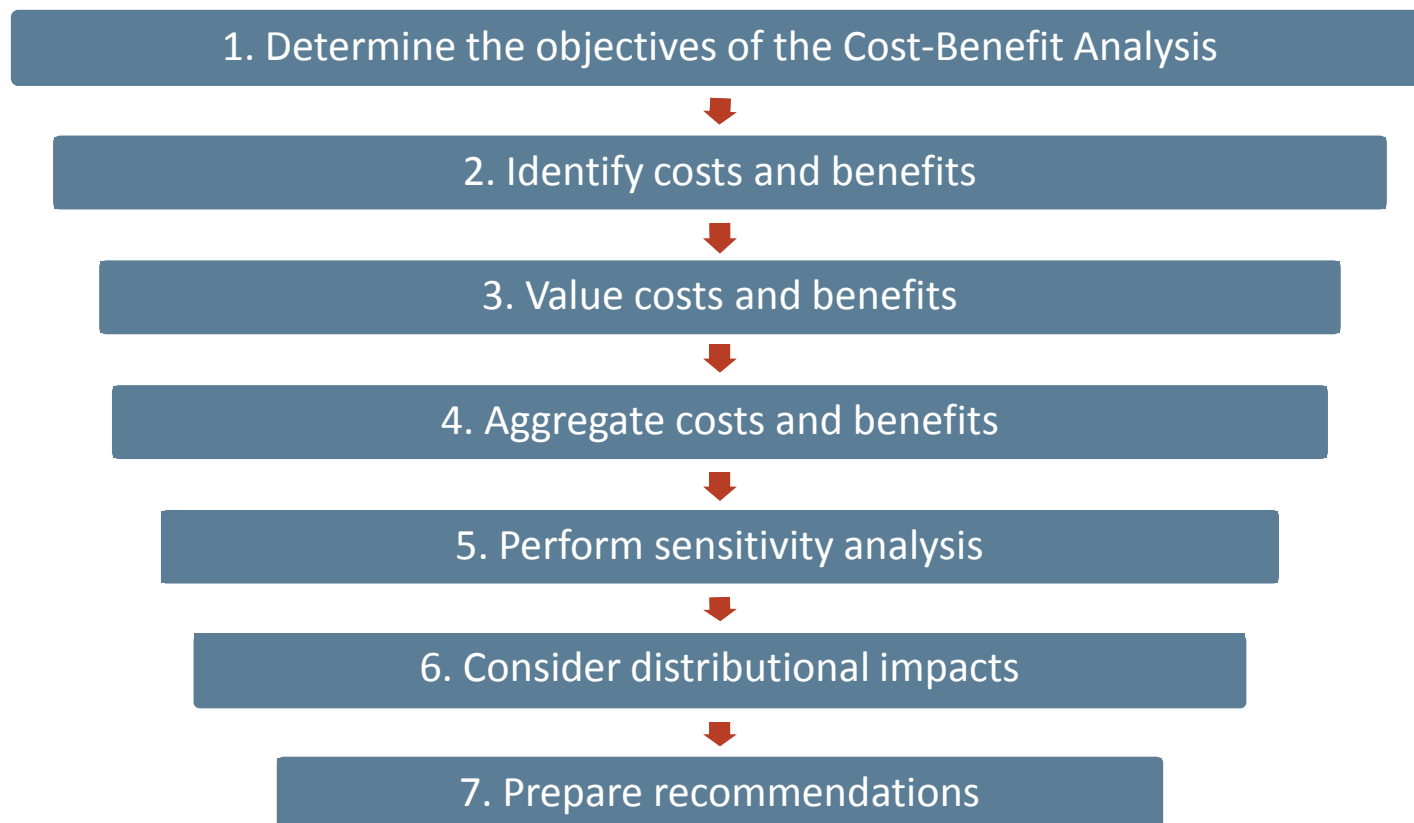 1. Determine the objectives of the Cost-Benefit Analysis
2. Identify costs and benefits
3. Value costs and benefits
4. Aggregate costs and benefits
5. Perform sensitivity analysis
6. Consider distributional impacts
7. Prepare recommendations